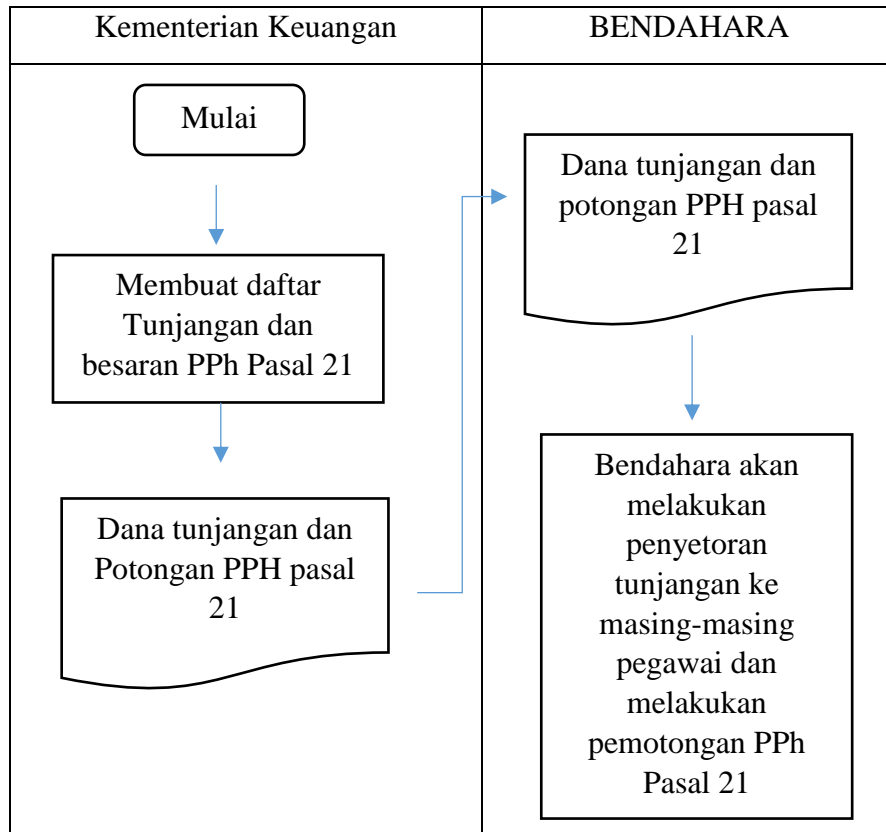 Kementerian Keuangan
BENDAHARA
Mulai
Membuat daftar
Tunjangan dan
besaran PPh Pasal 21
Dana tunjangan dan
Potongan PPH pasal
21
Dana tunjangan dan
potongan PPH pasal
21
Bendahara akan
melakukan
penyetoran
tunjangan ke
masing-masing
pegawai dan
melakukan
pemotongan PPh
Pasal 21